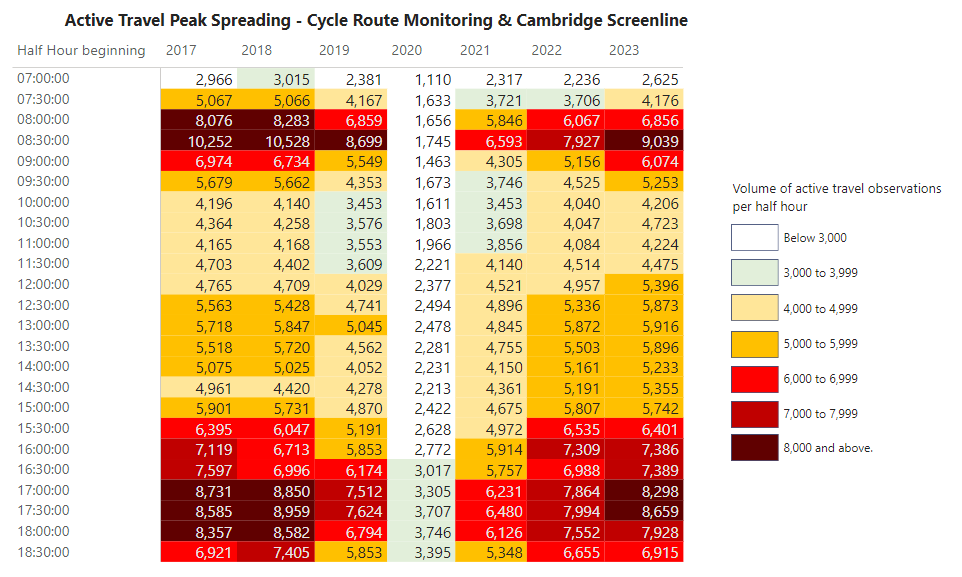 Active Travel Peak Spreading - Cycle Route Monitoring & Cambridge Screenline
Half Hour beginning 2017 2018 2019 2020 2021 2022 2023
07:00:00 2,966 3,015 2,381 1,110 2,317 2,236 2,625
07:30:00 5,067 5,066 4,167 1,633 3,721 3,706 4,176
08:00:00 8,076 8,283 6,859 1,656 5,846 6,067 6,856
08:30:00 10,252 10,528 8,699 1,745 6,593 7,927 9,039
09:00:00 6,974 6,734 5,549 1,463 4,305 5,156 6,074
09:30:00 5,679 5,662 4,353 1,673 3,746 4,525 5,253
10:00:00 4,196 4,140 3,453 1,611 3,453 4,040 4,206
10:30:00 4,364 4,258 3,576 1,803 3,698 4,047 4,723
11:00:00 4,165 4,168 3,553 1,966 3,856 4,084 4,224
11:30:00 4,703 4,402 3,609 2,221 4,140 4,514 4,475
12:00:00 4,765 4,709 4,029 2,377 4,521 4,957 5,396
12:30:00 5,563 5,428 4,741 2,494 4,896 5,336 5,873
13:00:00 5,718 5,847 5,045 2,478 4,845 5,872 5,916
13:30:00 5,518 5,720 4,562 2,281 4,755 5,503 5,896
14:00:00 5,075 5,025 4,052 2,231 4,150 5,161 5,233
14:30:00 4,961 4,420 4,278 2,213 4,361 5,191 5,355
15:00:00 5,901 5,731 4,870 2,422 4,675 5,807 5,742
15:30:00 6,395 6,047 5,191 2,628 4,972 6,535 6,401
16:00:00 7,119 6,713 5,853 2,772 5,914 7,309 7,386
16:30:00 7,597 6,996 6,174 3,017 5,757 6,988 7,389
17:00:00 8,731 8,850 7,512 3,305 6,231 7,864 8,298
17:30:00 8,585 8,959 7,624 3,707 6,480 7,994 8,659
18:00:00 8,357 8,582 6,794 3,746 6,126 7,552 7,928
18:30:00 6,921 7,405 5,853 3,395 5,348 6,655 6,915
Volume of active travel observations
per half hour
Below 3,000
3,000 to 3,999
4,000 to 4,999
5,000 to 5,999
6,000 to 6,999
7,000 to 7,999
8,000 and above.